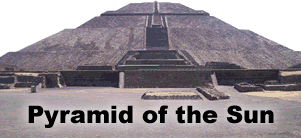 Pyramid of the Sun